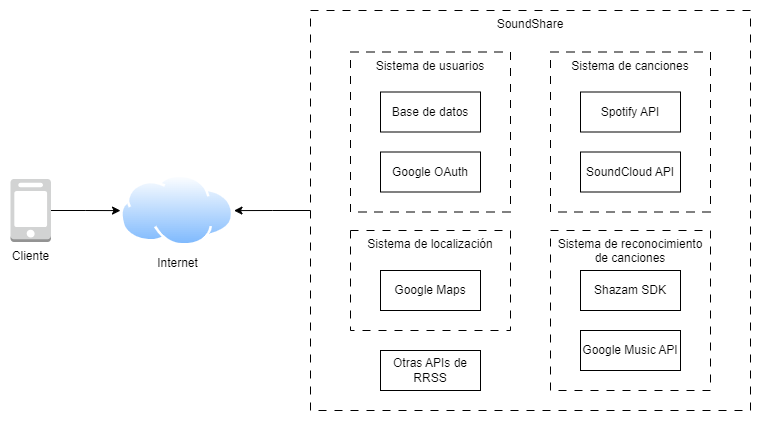 SoundShare
Sistema de usuarios
Base de datos
Google OAuth
Sistema de canciones
Spotify API
SoundCloud API
Cliente
Internet
Sistema de localización
Google Maps
Otras APIs de
RRSS
Sistema de reconocimiento
de canciones
Shazam SDK
Google Music API